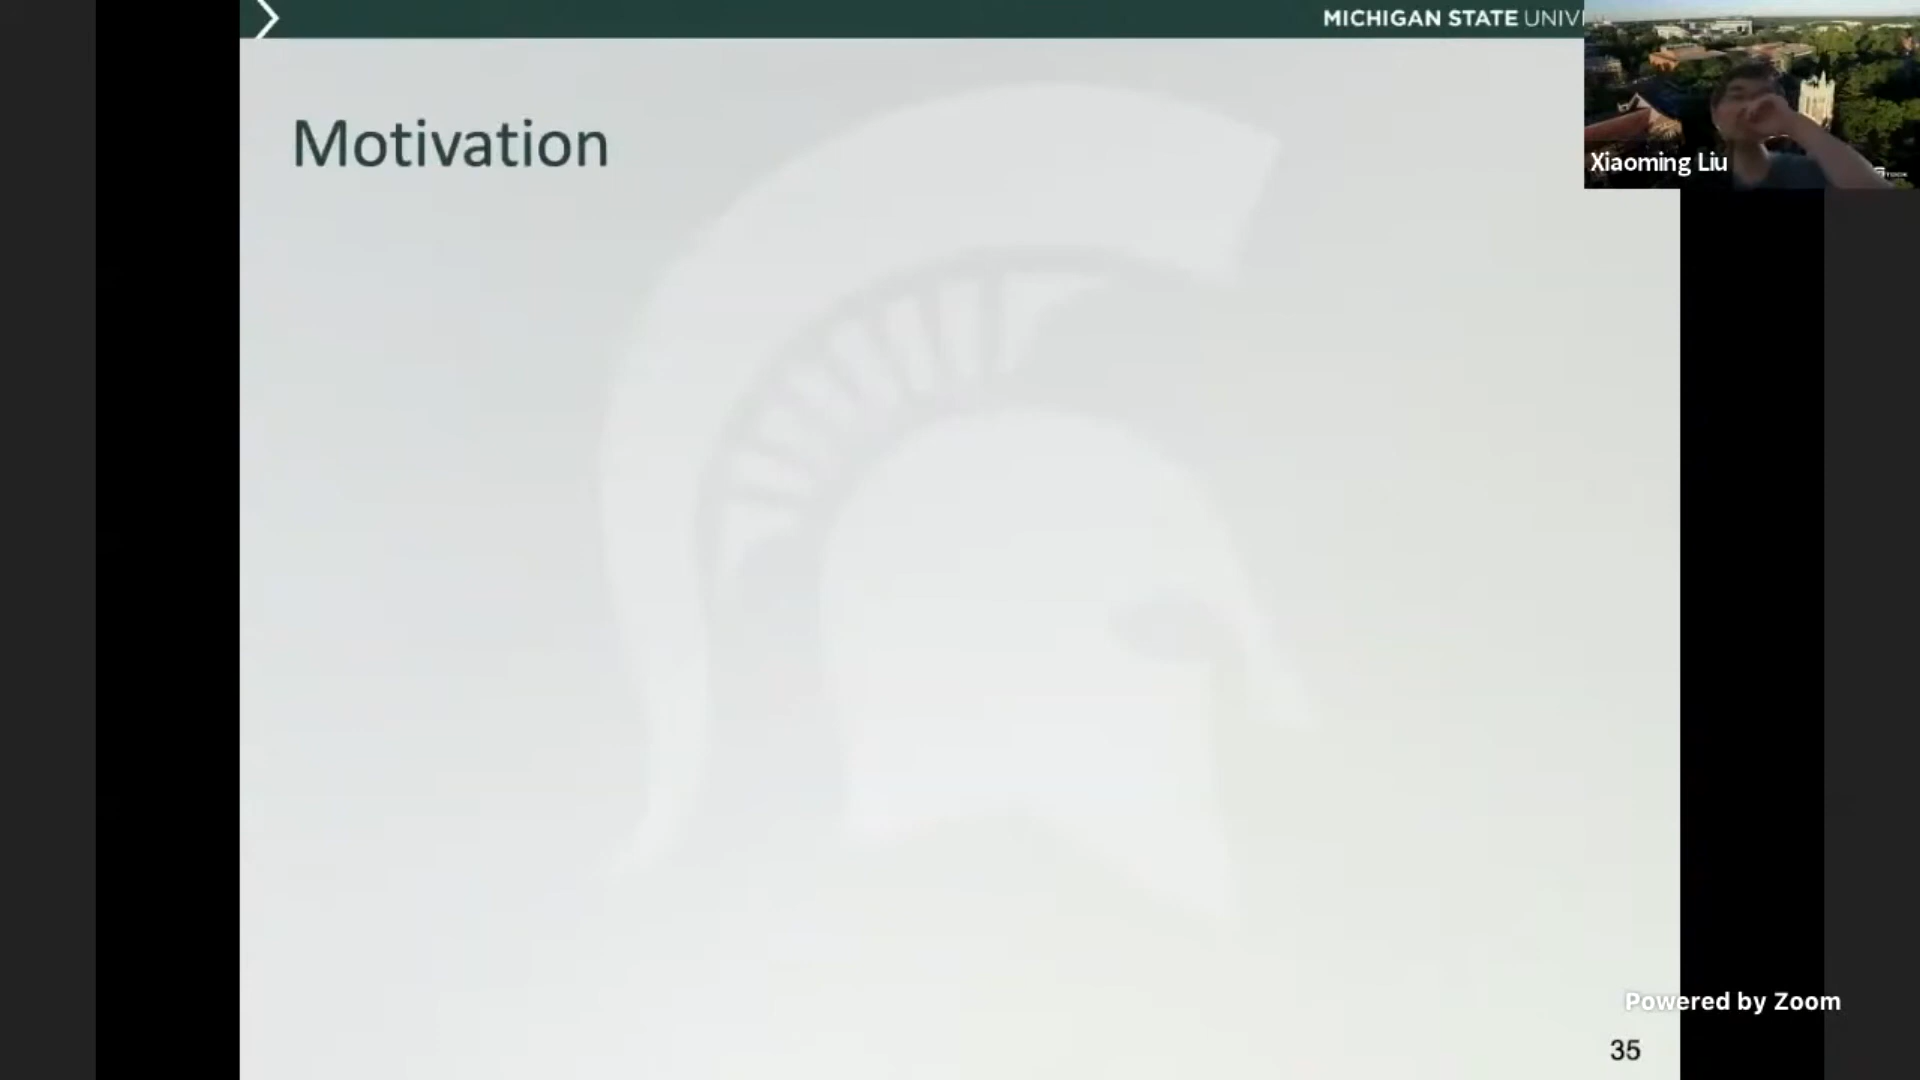 MICHIGAN STATE UNIV
Motivation
Xiaoming Liu
Powered by Zoom
35